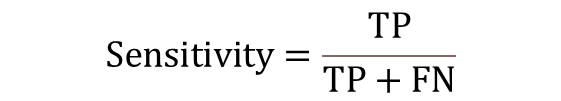 Sensitivity = TP / TP + FN